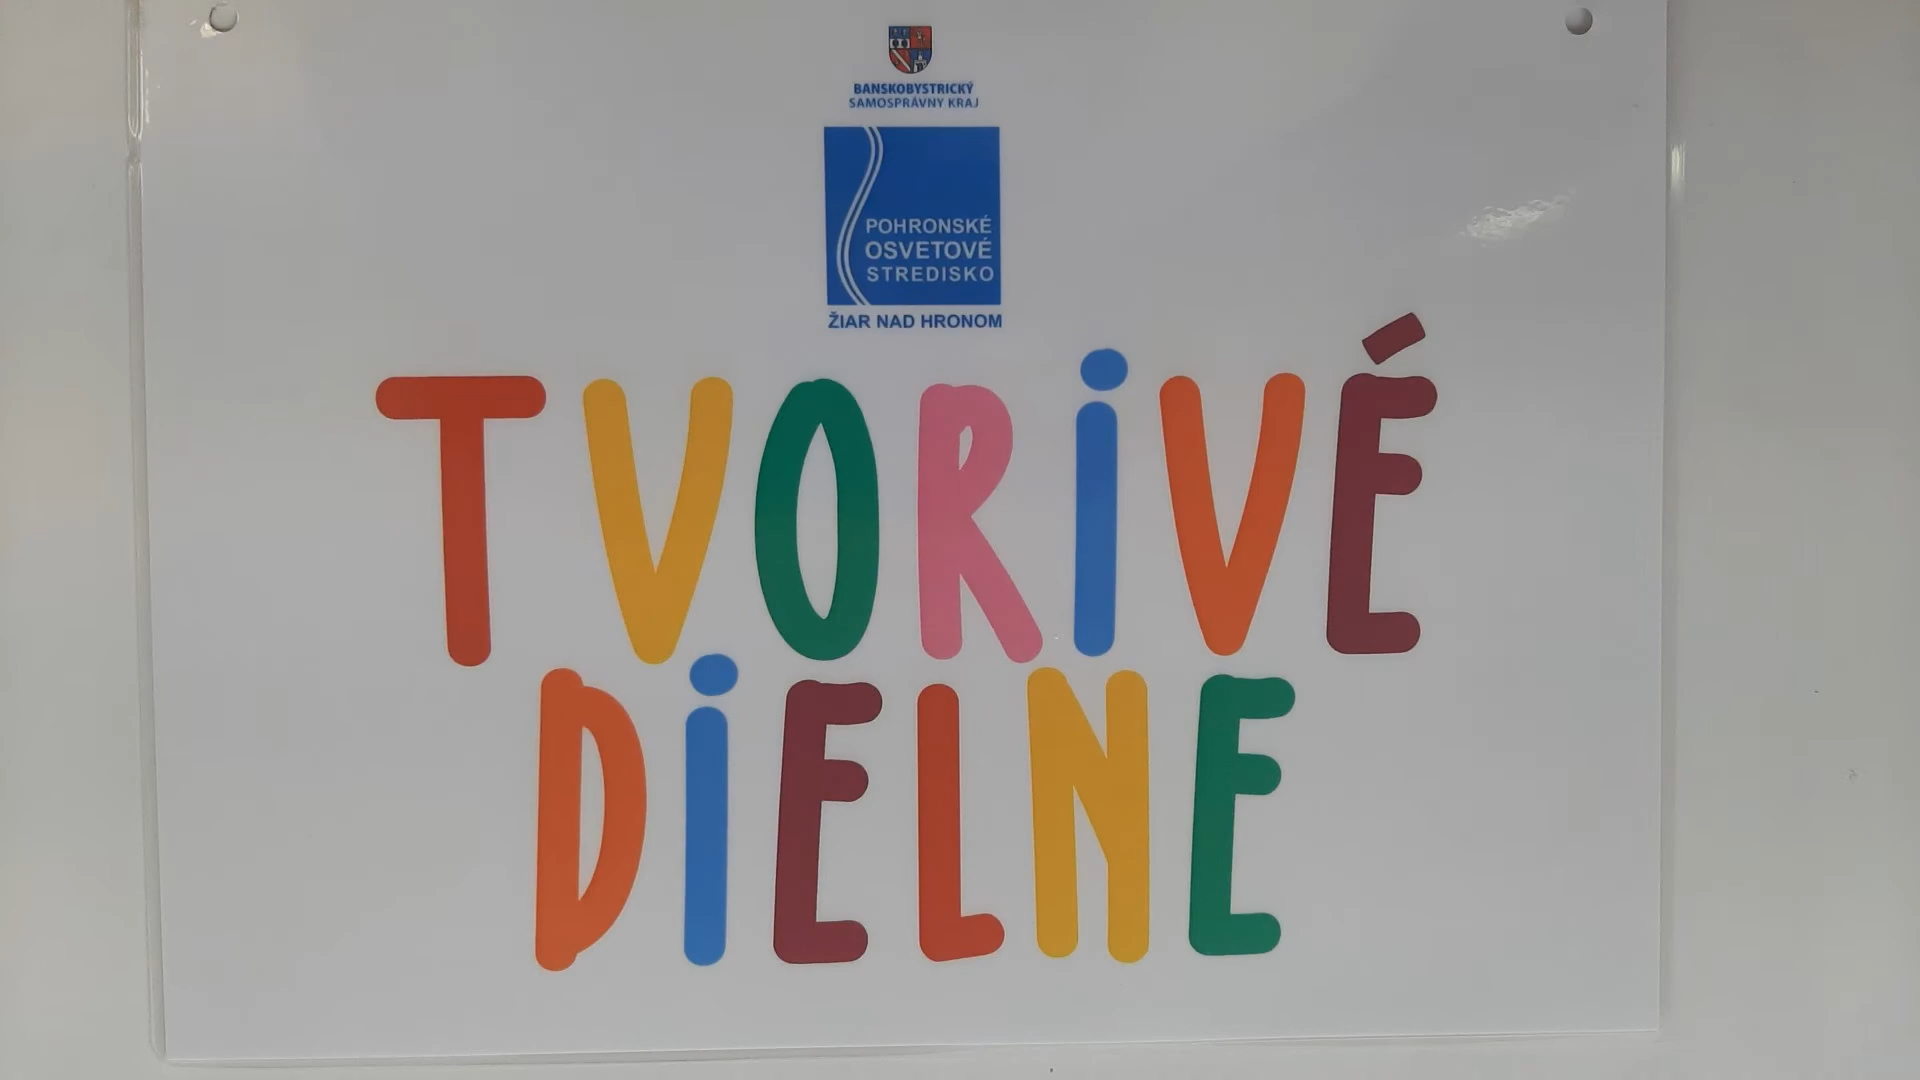 BANSKOBYSTRICKÝ
SAMOSPRÁVNY KRAJ
POHRONSKÉ
OSVETOVÉ
STREDISKO
ŽIAR NAD HRONOM
TVORiVÉ
DiELNE